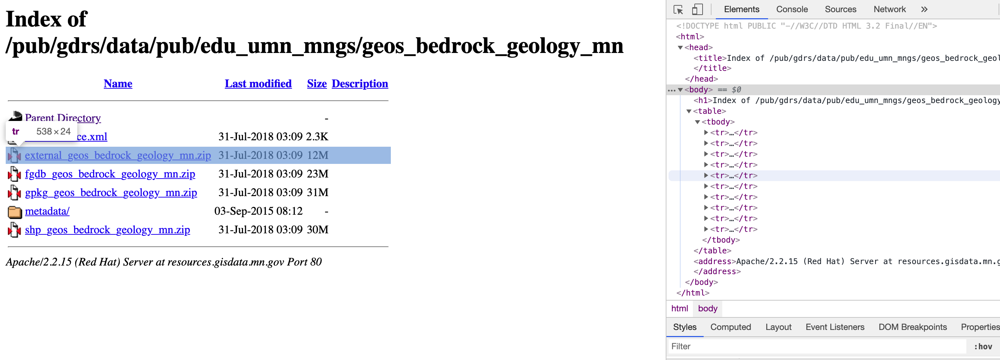 Index of
/pub/gdrs/data/pub/edu_umn_mngs/geos_bedrock_geology_mn
Name Last modified Size Description
Parent Directory -
tr 538 × 24
ce.xml 31-Jul-2018 03:09 2.3K
external_geos_bedrock_geology_mn.zip 31-Jul-2018 03:09 12M
fgdb_geos_bedrock_geology_mn.zip 31-Jul-2018 03:09 23M
gpkg_geos_bedrock_geology_mn.zip 31-Jul-2018 03:09 31M
metadata/ 03-Sep-2015 08:12 -
shp_geos_bedrock_geology_mn.zip 31-Jul-2018 03:09 30M
Apache/2.2.15 (Red Hat) Server at resources.gisdata.mn.gov Port 80
Elements Console Sources Network »
<!DOCTYPE html PUBLIC "-//W3C//DTD HTML 3.2 Final//EN">
<html>
▼<head>
<title>Index of /pub/gdrs/data/pub/edu_umn_mngs/geos_bedrock_geol
</title>
</head>
…▼<body> == $0
<h1>Index of /pub/gdrs/data/pub/edu_umn_mngs/geos_bedrock_geology
▼<table>
▼<tbody>
▶<tr>…</tr>
▶<tr>…</tr>
▶<tr>…</tr>
▶<tr>…</tr>
▶<tr>…</tr>
▶<tr>…</tr>
▶<tr>…</tr>
▶<tr>…</tr>
▶<tr>…</tr>
▶<tr>…</tr>
</tbody>
</table>
<address>Apache/2.2.15 (Red Hat) Server at resources.gisdata.mn.g
</address>
</body>
</html>
html body
Styles Computed Layout Event Listeners DOM Breakpoints Properties
Filter :hov